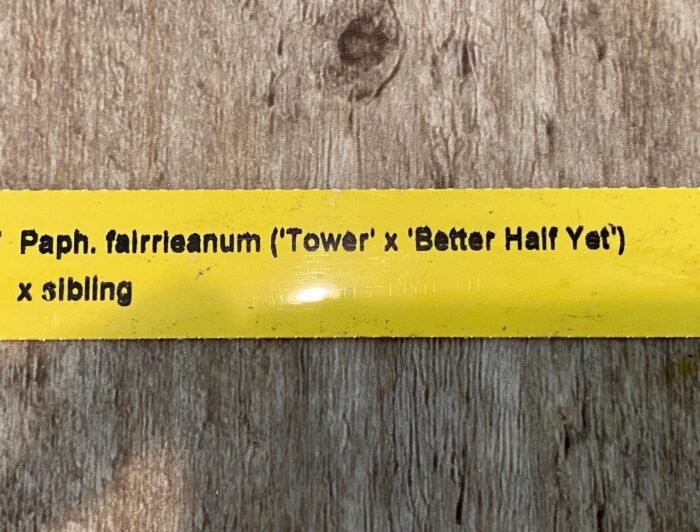 Paph. fairrieanum ('Tower' x 'Better Half Yet')
x sibling